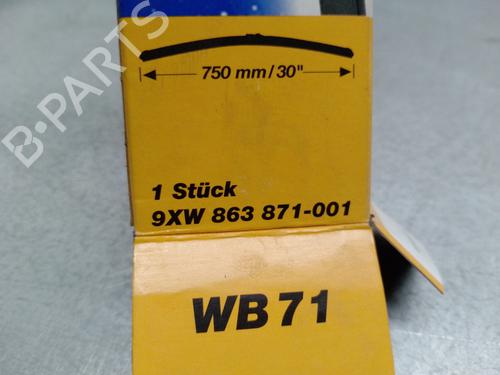 750 mm/30"
1 Stück
9XW 863 871-001
WB 71
B-PARTS